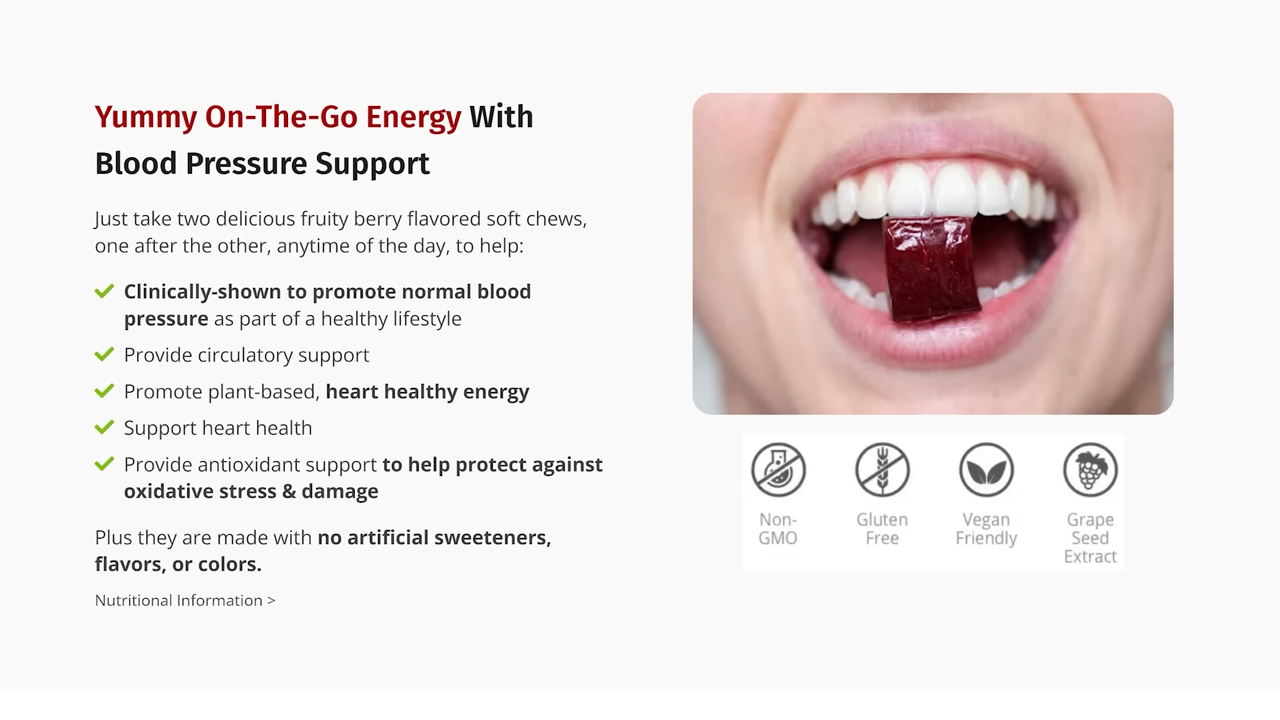 Yummy On-The-Go Energy With
Blood Pressure Support
Just take two delicious fruity berry flavored soft chews,
one after the other, anytime of the day, to help:
Clinically-shown to promote normal blood
pressure as part of a healthy lifestyle
Provide circulatory support
Promote plant-based, heart healthy energy
Support heart health
Provide antioxidant support to help protect against
oxidative stress & damage
Plus they are made with no artificial sweeteners,
flavors, or colors.
Nutritional Information >
Non-
GMO
Gluten
Free
Vegan
Friendly
Grape
Seed
Extract